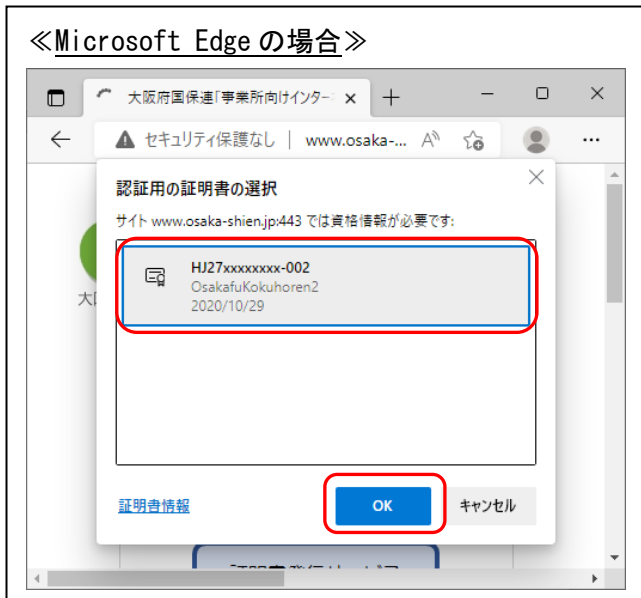 ≪Microsoft Edge の場合≫
大阪府国保連「事業所向けインター
セキュリティ保護なし | www.osaka-...
認証用の証明書の選択
サイト www.osaka-shien.jp:443 では資格情報が必要です:
HJ27xxxxxxxx-002
OsakafuKokuhoren2
2020/10/29
大
証明書情報
OK
キャンセル